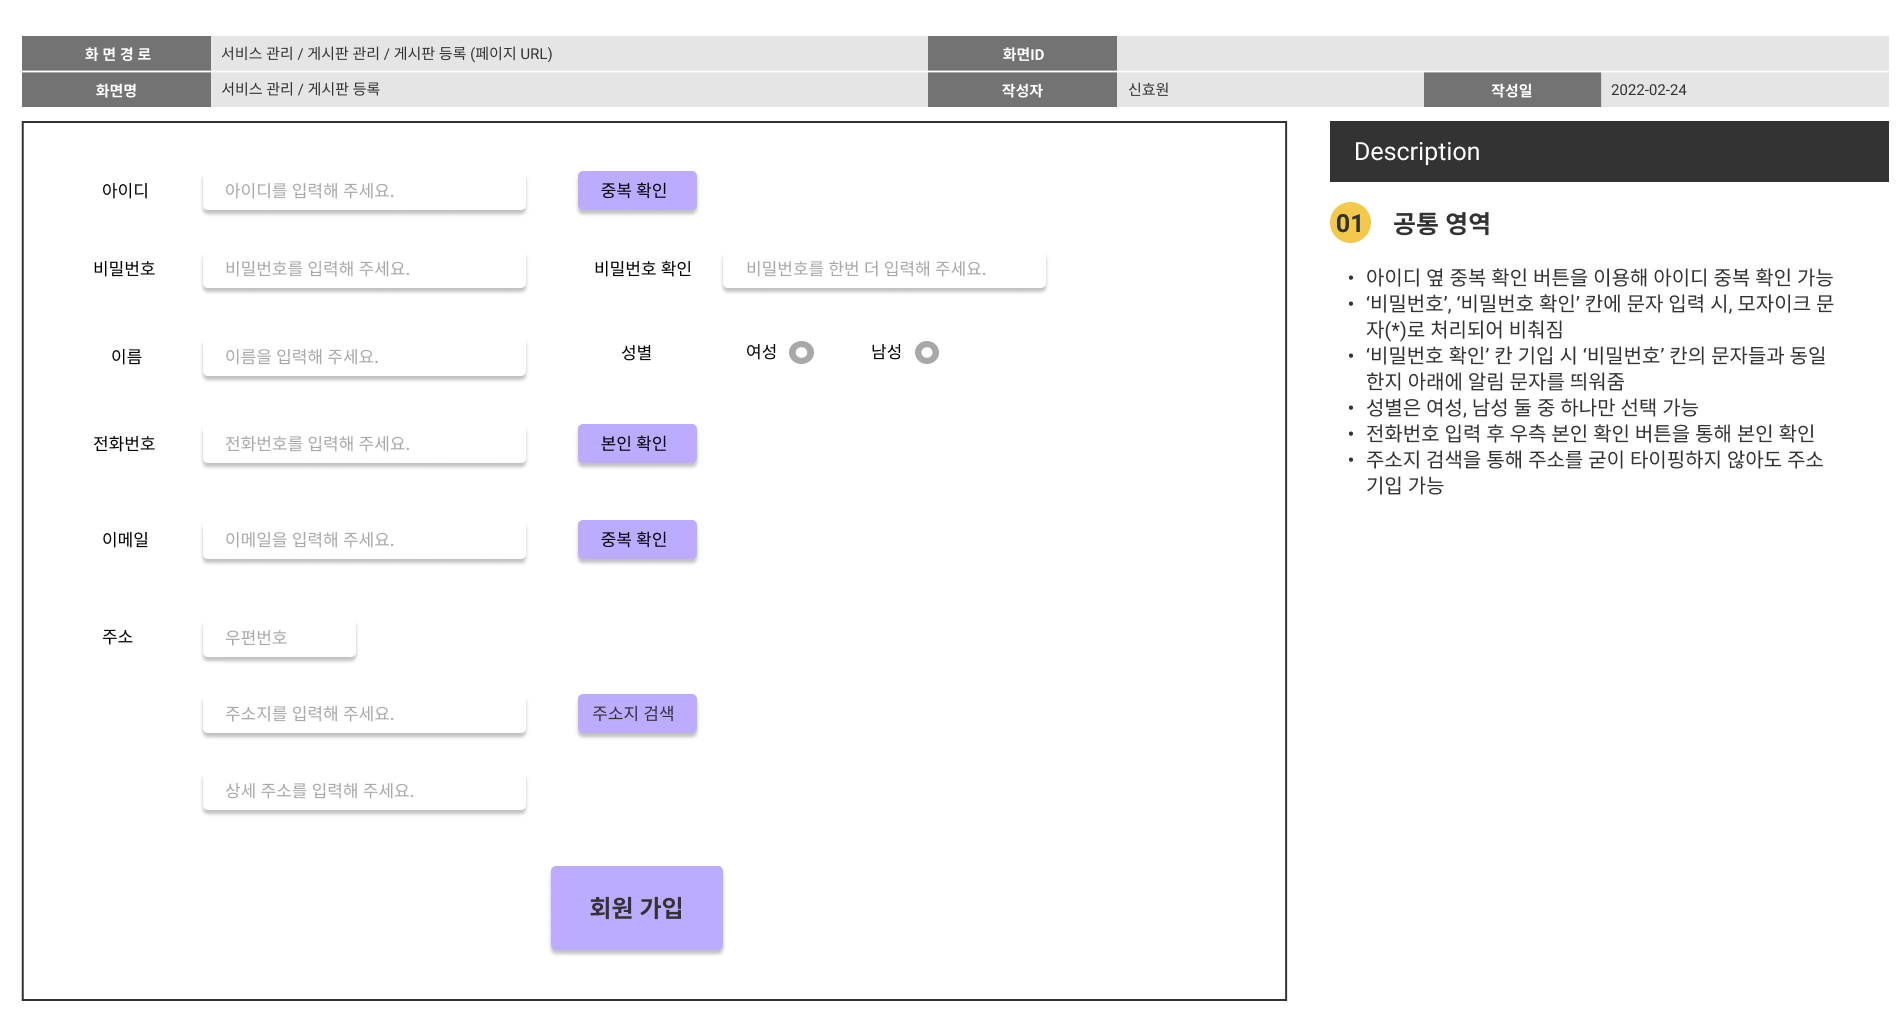 화 면 경 로 서비스 관리 / 게시판 관리 / 게시판 등록 (페이지 URL) 화면ID
화면명 서비스 관리 / 게시판 등록 작성자 신효원 작성일 2022-02-24
아이디 아이디를 입력해 주세요. 중복 확인
비밀번호 비밀번호를 입력해 주세요. 비밀번호 확인 비밀번호를 한번 더 입력해 주세요.
이름 이름을 입력해 주세요. 성별 여성 남성
전화번호 전화번호를 입력해 주세요. 본인 확인
이메일 이메일을 입력해 주세요. 중복 확인
주소 우편번호
주소지를 입력해 주세요. 주소지 검색
상세 주소를 입력해 주세요.
회원 가입
Description
01 공통 영역
• 아이디 옆 중복 확인 버튼을 이용해 아이디 중복 확인 가능
• ‘비밀번호’, ‘비밀번호 확인’ 칸에 문자 입력 시, 모자이크 문
자(*)로 처리되어 비춰짐
• ‘비밀번호 확인’ 칸 기입 시 ‘비밀번호’ 칸의 문자들과 동일
한지 아래에 알림 문자를 띄워줌
• 성별은 여성, 남성 둘 중 하나만 선택 가능
• 전화번호 입력 후 우측 본인 확인 버튼을 통해 본인 확인
• 주소지 검색을 통해 주소를 굳이 타이핑하지 않아도 주소
기입 가능